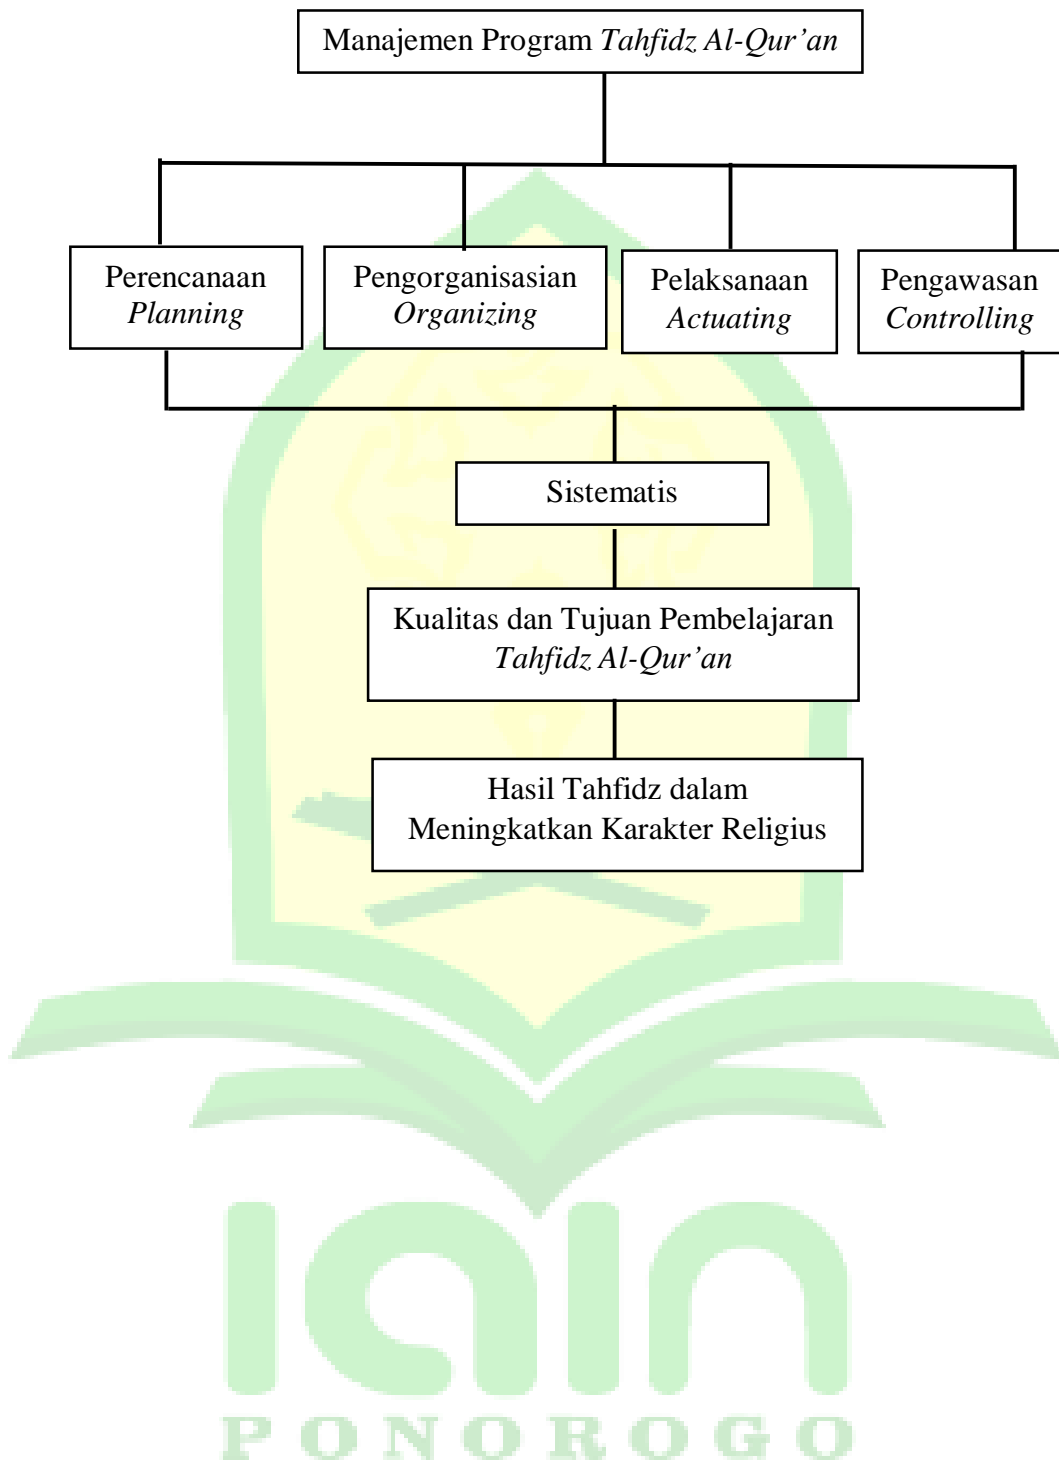 Manajemen Program Tahfidz Al-Qur’an
Perencanaan
Planning
Pengorganisasian
Organizing
Pelaksanaan
Actuating
Pengawasan
Controlling
Sistematis
Kualitas dan Tujuan Pembelajaran
Tahfidz Al-Qur’an
Hasil Tahfidz dalam
Meningkatkan Karakter Religius
iain
PONOROGO